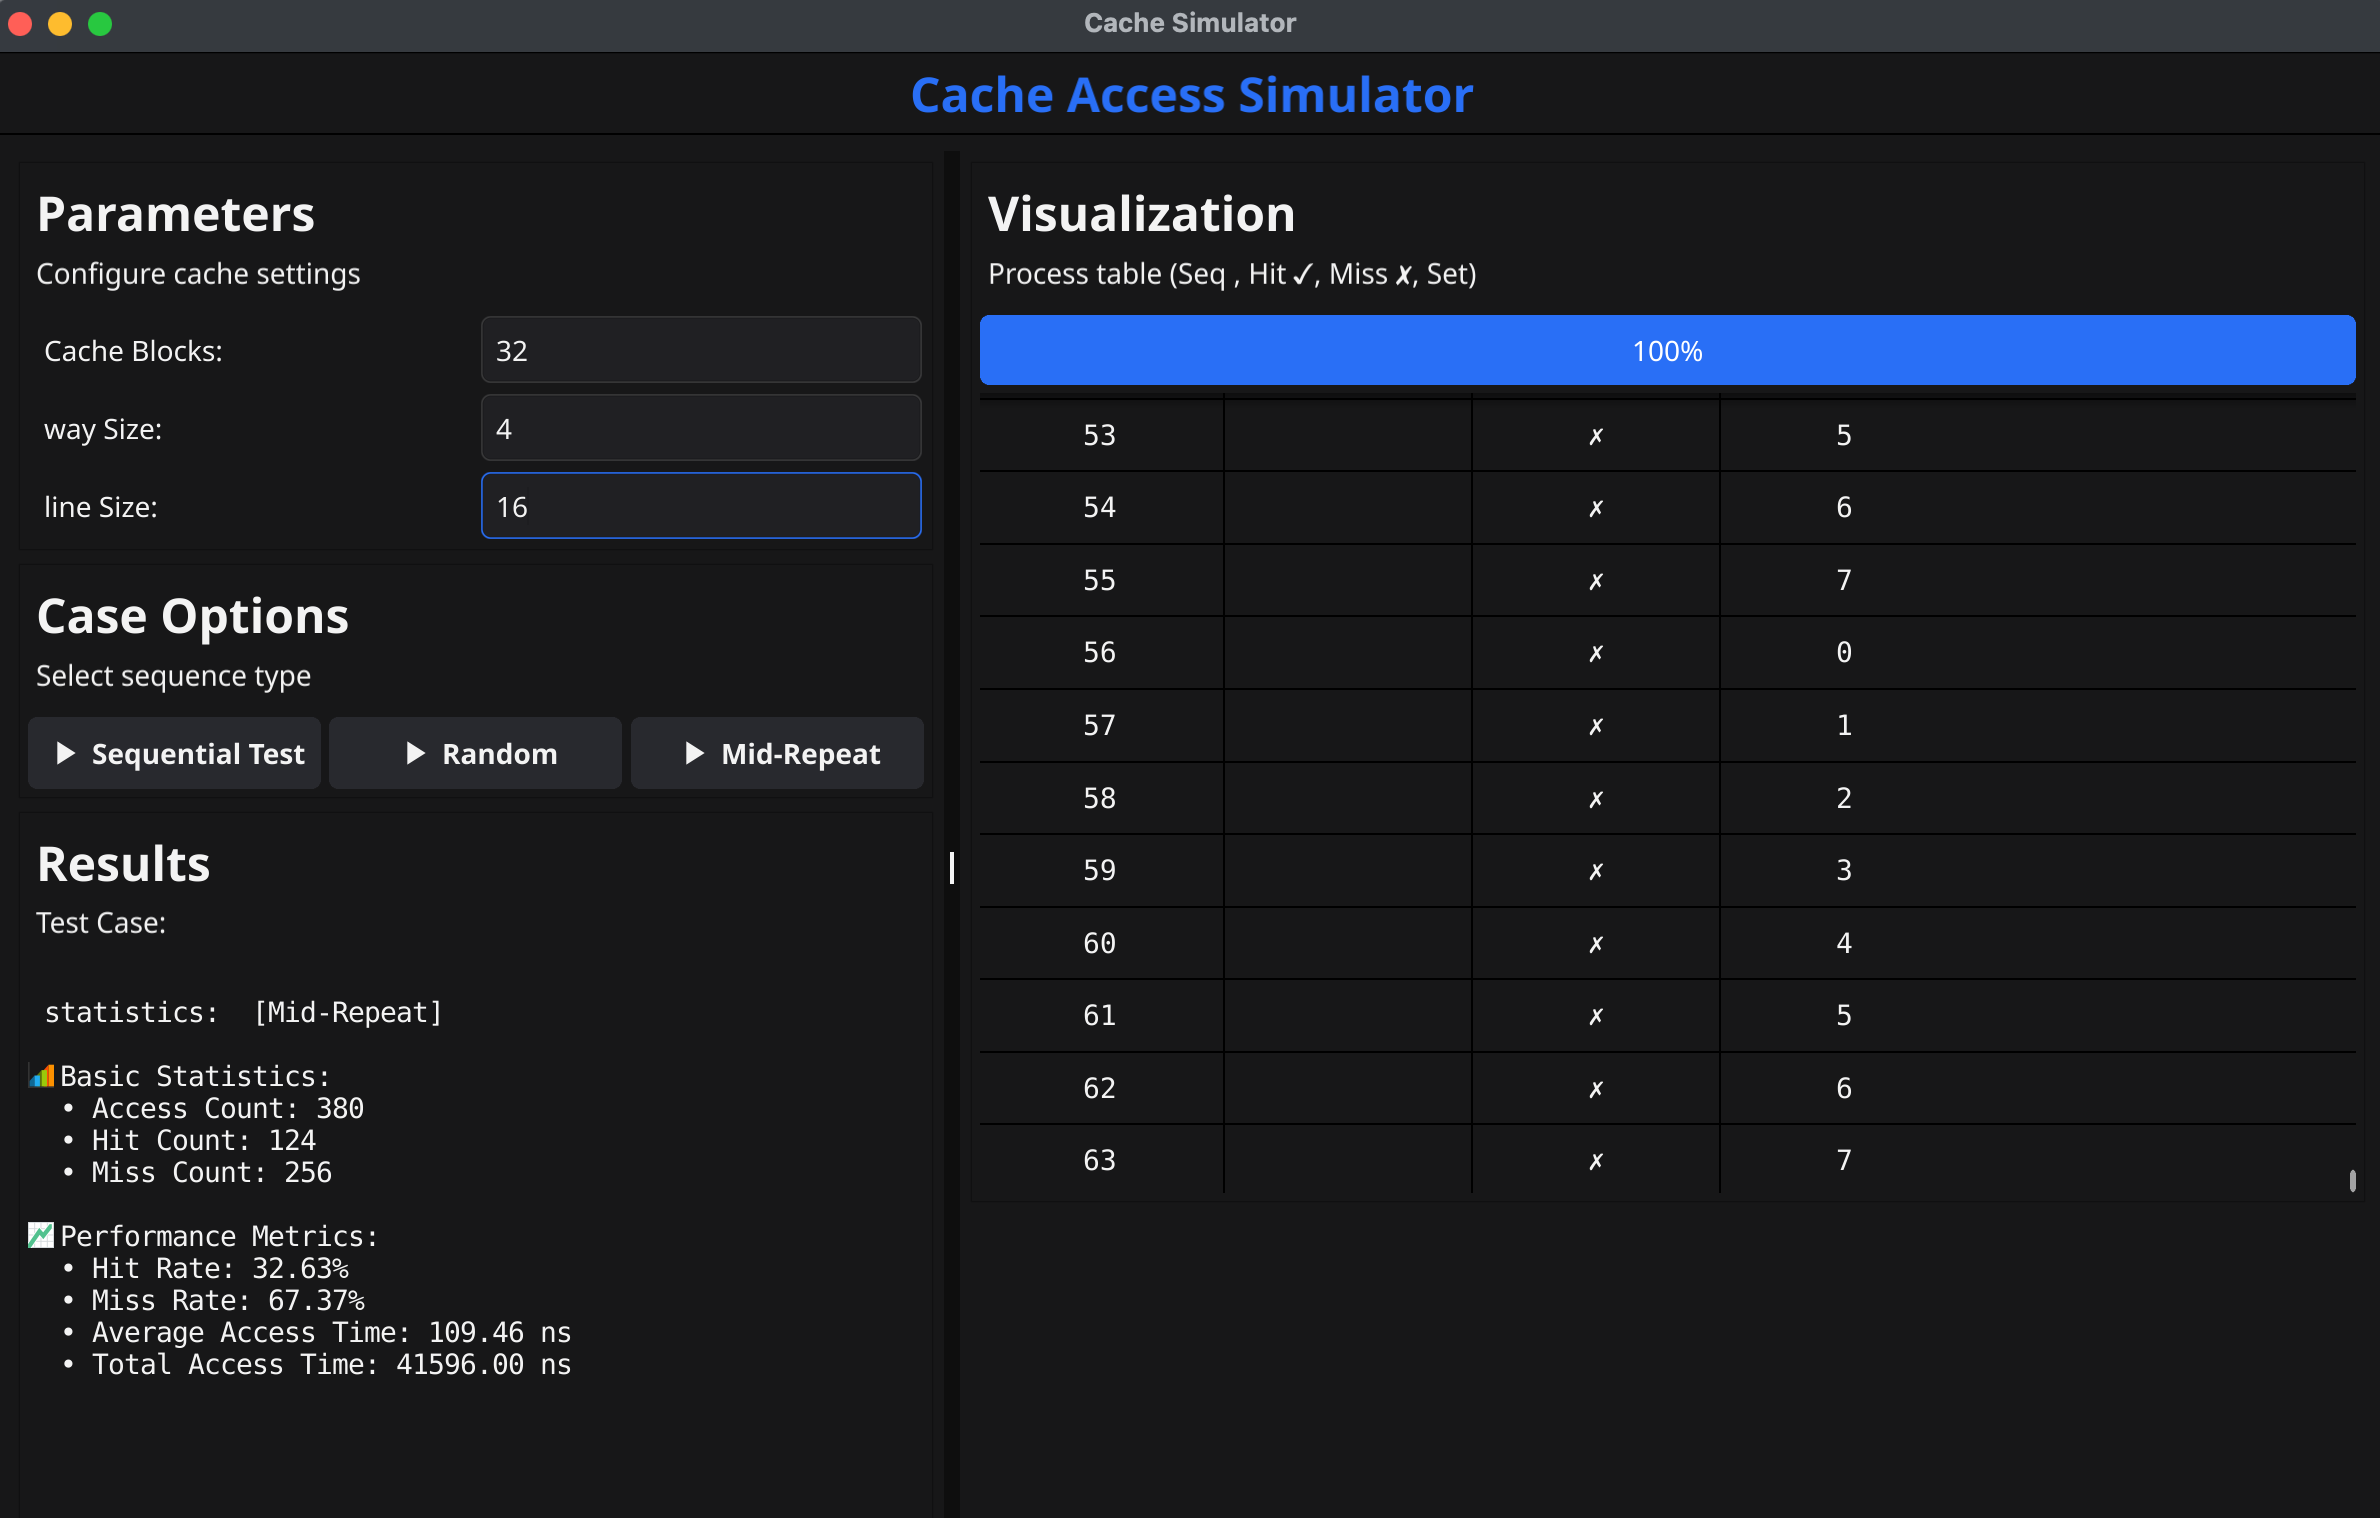 Cache Simulator
Cache Access Simulator
Parameters
Configure cache settings
Cache Blocks: 32
way Size: 4
line Size: 16
Case Options
Select sequence type
▶ Sequential Test ▶ Random ▶ Mid-Repeat
Results
Test Case:
statistics: [Mid-Repeat]
Basic Statistics:
• Access Count: 380
• Hit Count: 124
• Miss Count: 256
Performance Metrics:
• Hit Rate: 32.63%
• Miss Rate: 67.37%
• Average Access Time: 109.46 ns
• Total Access Time: 41596.00 ns
Visualization
Process table (Seq , Hit ✓, Miss ✗, Set)
100%
53 ✗ 5
54 ✗ 6
55 ✗ 7
56 ✗ 0
57 ✗ 1
58 ✗ 2
59 ✗ 3
60 ✗ 4
61 ✗ 5
62 ✗ 6
63 ✗ 7